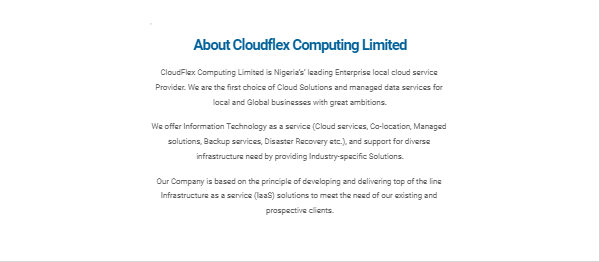 About Cloudflex Computing Limited
CloudFlex Computing Limited is Nigeria's' leading Enterprise local cloud service
Provider. We are the first choice of Cloud Solutions and managed data services for
local and Global businesses with great ambitions.
We offer Information Technology as a service (Cloud services, Co-location, Managed
solutions, Backup services, Disaster Recovery etc.), and support for diverse
infrastructure need by providing Industry-specific Solutions.
Our Company is based on the principle of developing and delivering top of the line
Infrastructure as a service (IaaS) solutions to meet the need of our existing and
prospective clients.